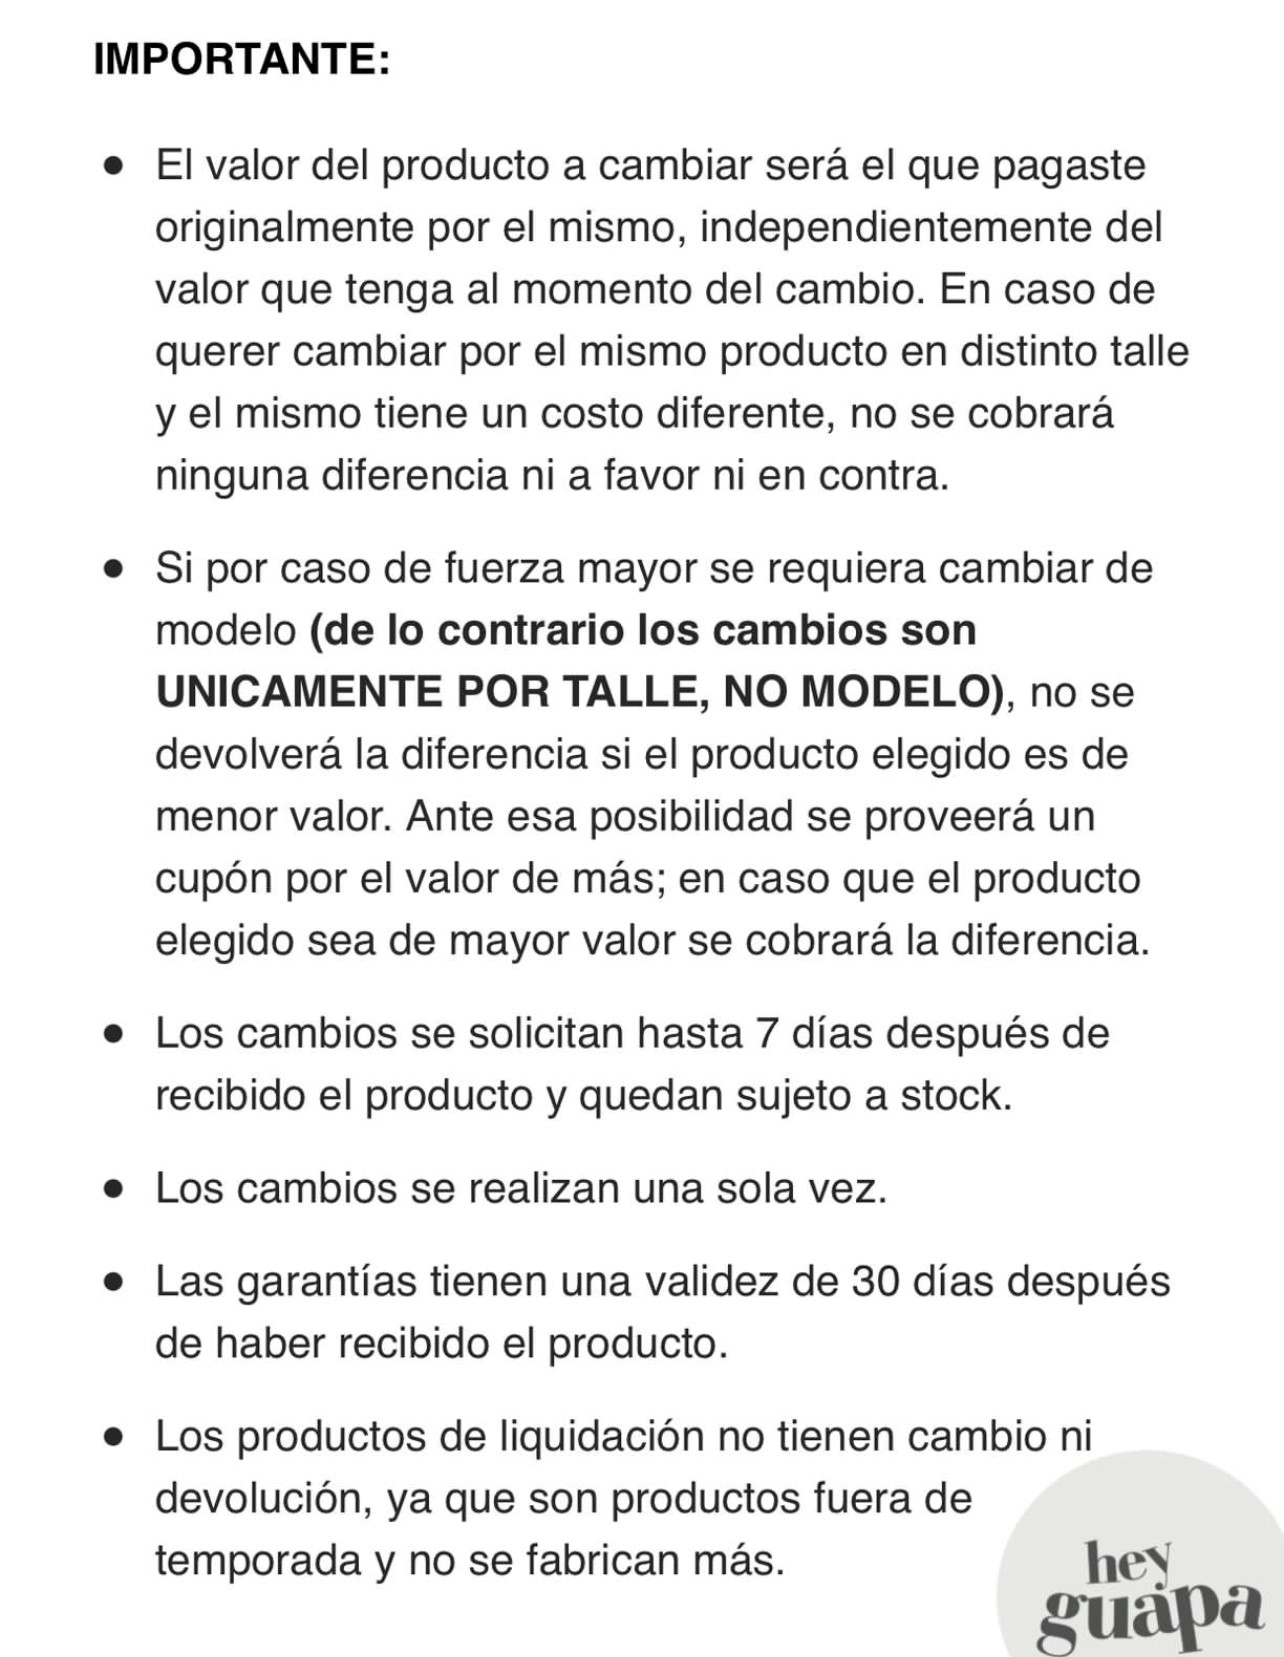 IMPORTANTE:
● El valor del producto a cambiar será el que pagaste
originalmente por el mismo, independientemente del
valor que tenga al momento del cambio. En caso de
querer cambiar por el mismo producto en distinto talle
y el mismo tiene un costo diferente, no se cobrará
ninguna diferencia ni a favor ni en contra.
● Si por caso de fuerza mayor se requiera cambiar de
modelo (de lo contrario los cambios son
UNICAMENTE POR TALLE, NO MODELO), no se
devolverá la diferencia si el producto elegido es de
menor valor. Ante esa posibilidad se proveerá un
cupón por el valor de más; en caso que el producto
elegido sea de mayor valor se cobrará la diferencia.
● Los cambios se solicitan hasta 7 días después de
recibido el producto y quedan sujeto a stock.
● Los cambios se realizan una sola vez.
● Las garantías tienen una validez de 30 días después
de haber recibido el producto.
● Los productos de liquidación no tienen cambio ni
devolución, ya que son productos fuera de
temporada y no se fabrican más.
hey
guapa